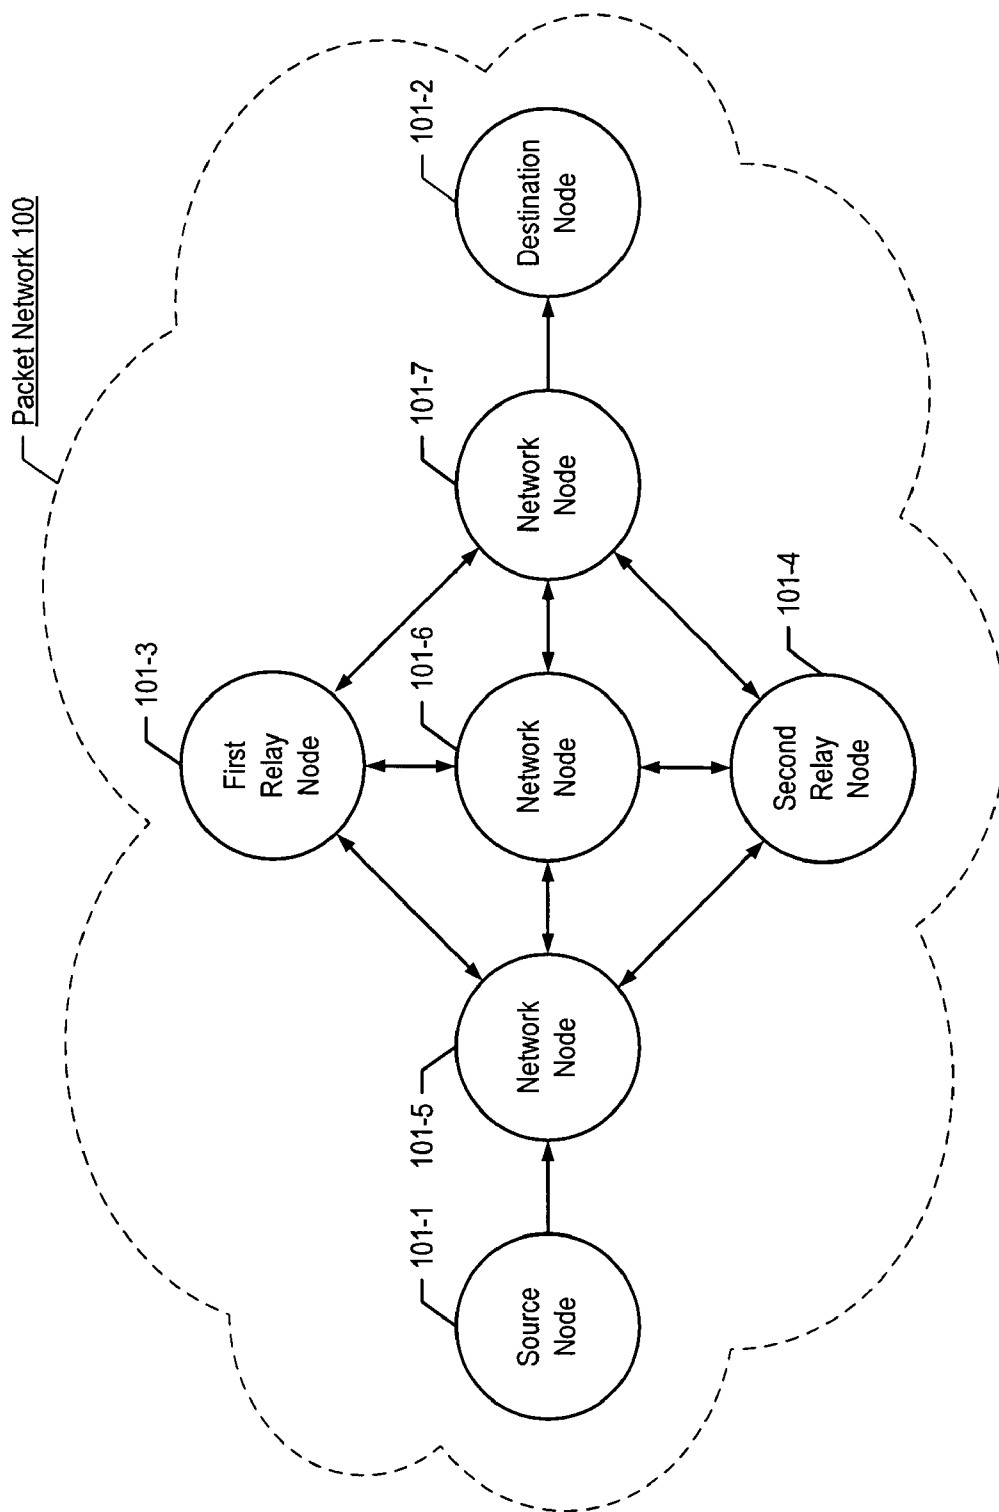 Packet Network 100
101-3
First
Relay
Node
101-1
Source
Node
101-5
Network
Node
101-6
Network
Node
101-7
Network
Node
101-2
Destination
Node
101-4
Second
Relay
Node